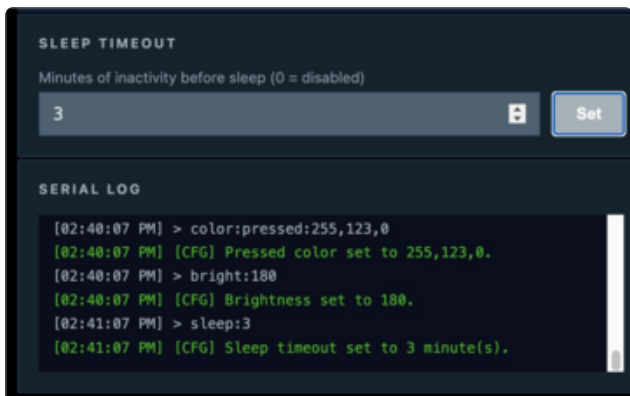 SLEEP TIMEOUT
Minutes of inactivity before sleep (0 = disabled)
3
Set
SERIAL LOG
[02:40:07 PM] > color:pressed:255,123,0
[02:40:07 PM] [CFG] Pressed color set to 255,123,0.
[02:40:07 PM] > bright:180
[02:40:07 PM] [CFG] Brightness set to 180.
[02:41:07 PM] > sleep:3
[02:41:07 PM] [CFG] Sleep timeout set to 3 minute(s).